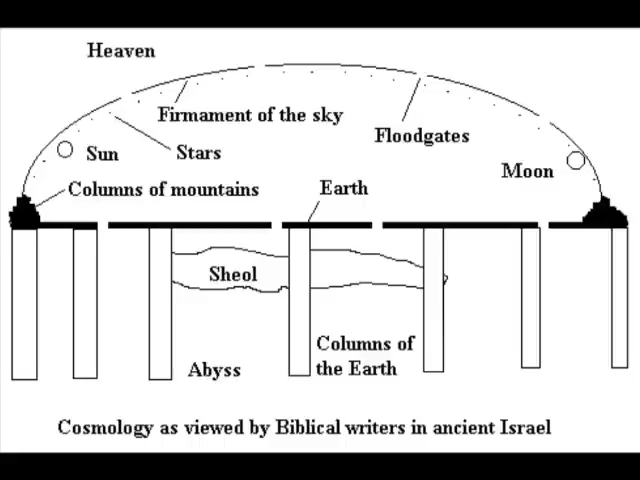 Heaven
Firmament of the sky
Floodgates
Sun
Stars
Moon
Columns of mountains
Earth
Sheol
Columns of
the Earth
Abyss
Cosmology as viewed by Biblical writers in ancient Israel